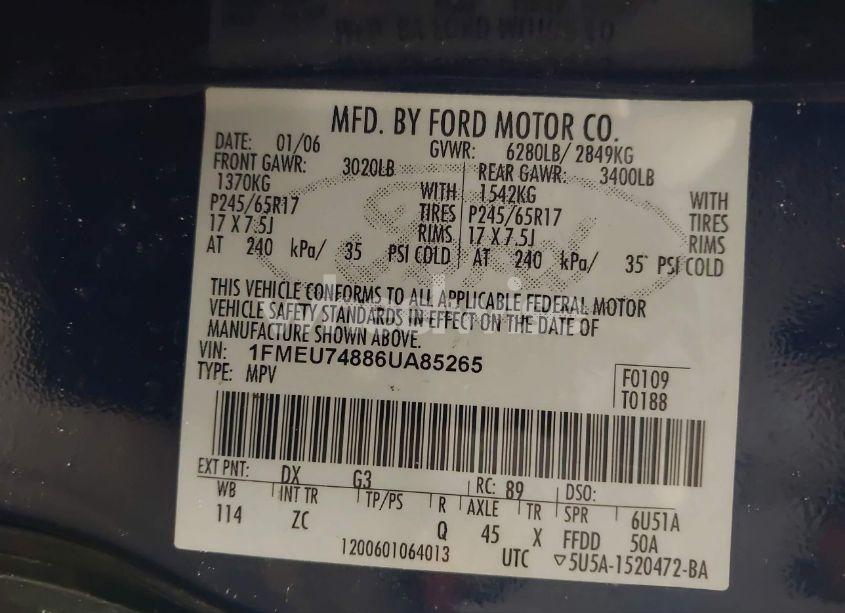 MFD. BY FORD MOTOR CO.
DATE: 01/06 GVWR: 6280LB/ 2849KG
FRONT GAWR: 3020LB REAR GAWR: 3400LB
1370KG WITH 1542KG WITH
P245/65R17 TIRES P245/65R17 TIRES
17 X 7.5J RIMS 17 X 7.5J RIMS
AT 240 kPa/ 35 PSI COLD AT 240 kPa/ 35 PSI COLD
THIS VEHICLE CONFORMS TO ALL APPLICABLE FEDERAL MOTOR
VEHICLE SAFETY STANDARDS IN EFFECT ON THE DATE OF
MANUFACTURE SHOWN ABOVE.
VIN: 1FMEU74886UA85265
TYPE: MPV
F0109
T0188
EXT PNT: DX G3 RC: 89 DSO:
WB INT TR TP/PS R AXLE TR SPR 6U51A
114 ZC Q 45 X FFDD 50A
1200601064013 UTC ▽5U5A-1520472-BA